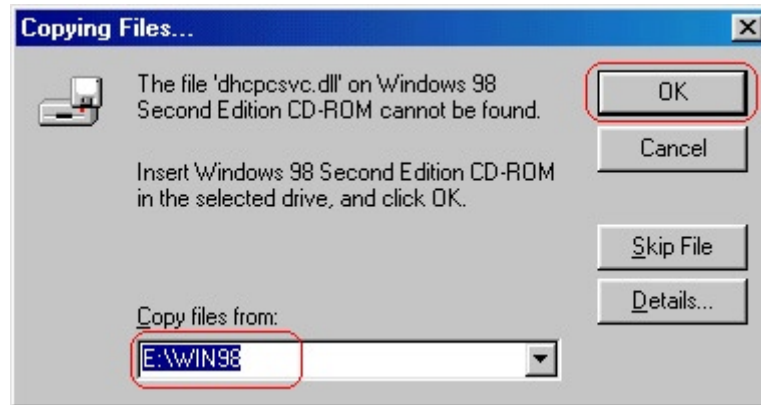 Copying Files...
The file 'dhcpcsvc.dll' on Windows 98
Second Edition CD-ROM cannot be found.
Insert Windows 98 Second Edition CD-ROM
in the selected drive, and click OK.
Copy files from:
E:\WIN98
OK
Cancel
Skip File
Details...